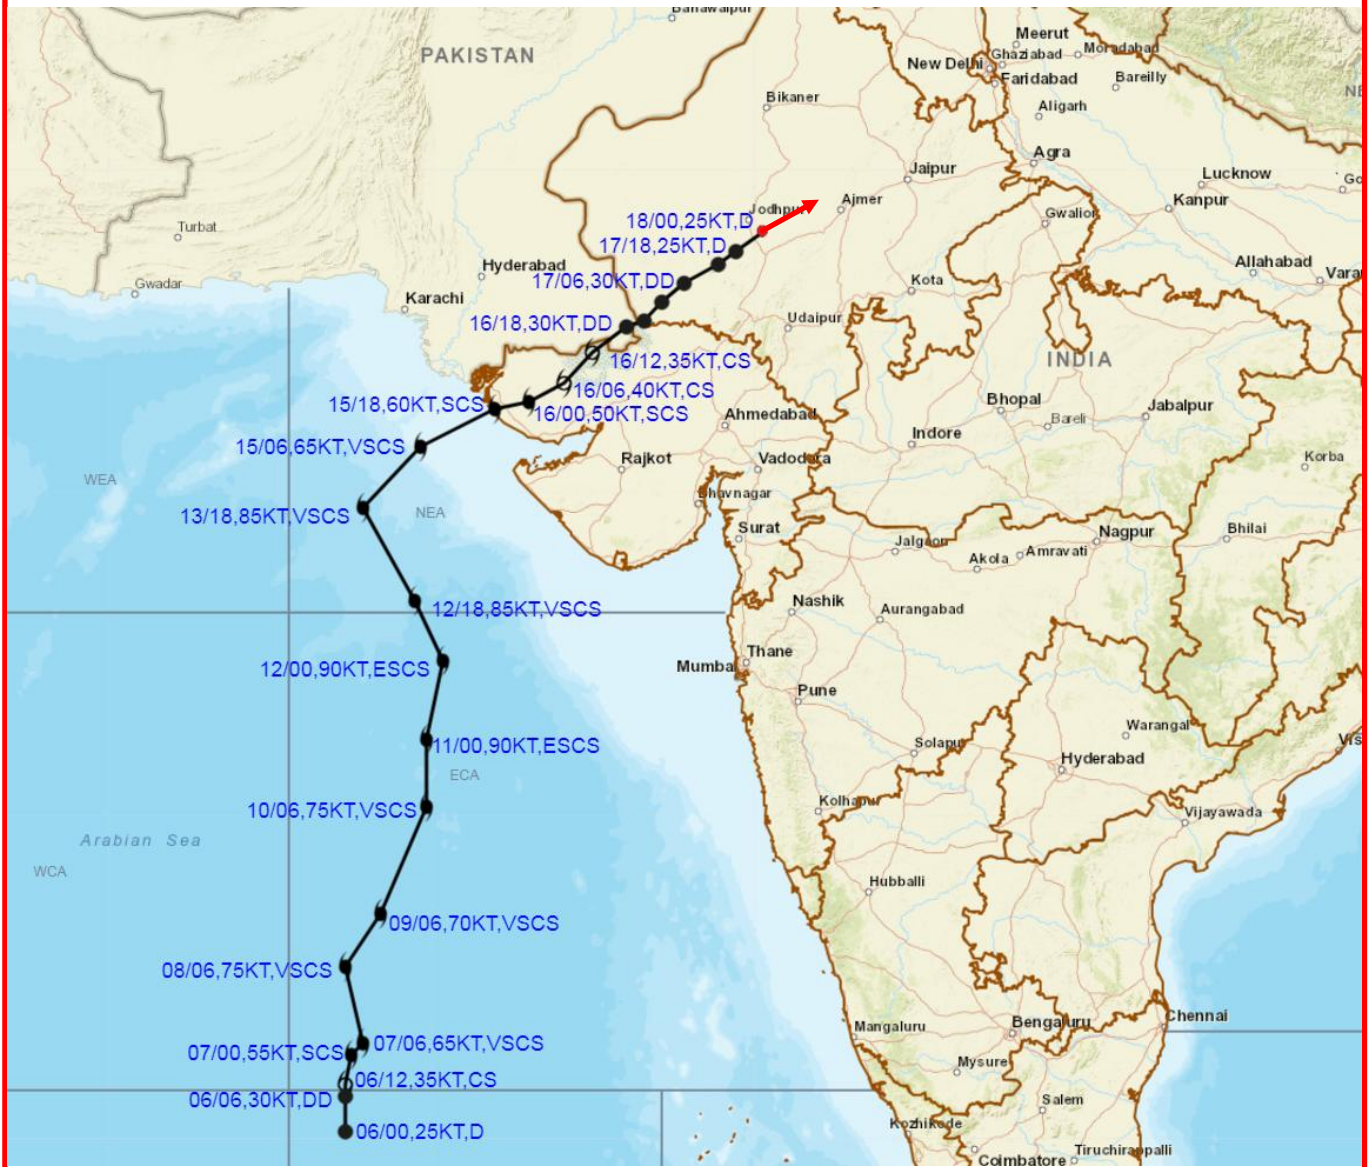 Bahawalpur
PAKISTAN
Meerut
New Delhi
Ghaziabad
Moradabad
Faridabad
Bareilly
Bikaner
Aligarh
Agra
Jaipur
Lucknow
Ajmer
Kanpur
Jodhpur
18/00,25KT,D
Gwalior
Turbat
17/18,25KT,D
Hyderabad
17/06,30KT,DD
Allahabad
Gwadar
Karachi
Kota
16/18,30KT,DD
Udaipur
16/12,35KT,CS
INDIA
16/06,40KT,CS
15/18,60KT,SCS
16/00,50KT,SCS
Ahmedabad
Bhopal
Bareli
Jabalpur
15/06,65KT,VSCS
Indore
Rajkot
Vadodara
Korba
WEA
Bhavnagar
13/18,85KT,VSCS
NEA
Surat
Nagpur
Bhilai
Jalgaon
Akola
Amravati
12/18,85KT,VSCS
Nashik
Aurangabad
12/00,90KT,ESCS
Thane
Mumbai
Pune
11/00,90KT,ESCS
Solapur
Warangal
Hyderabad
ECA
10/06,75KT,VSCS
Kolhapur
Vijayawada
Arabian Sea
WCA
Hubballi
09/06,70KT,VSCS
08/06,75KT,VSCS
Chennai
Mangaluru
Bengaluru
07/06,65KT,VSCS
07/00,55KT,SCS
Mysure
06/12,35KT,CS
06/06,30KT,DD
Salem
06/00,25KT,D
Kozhikode
Tiruchirappalli
Coimbatore